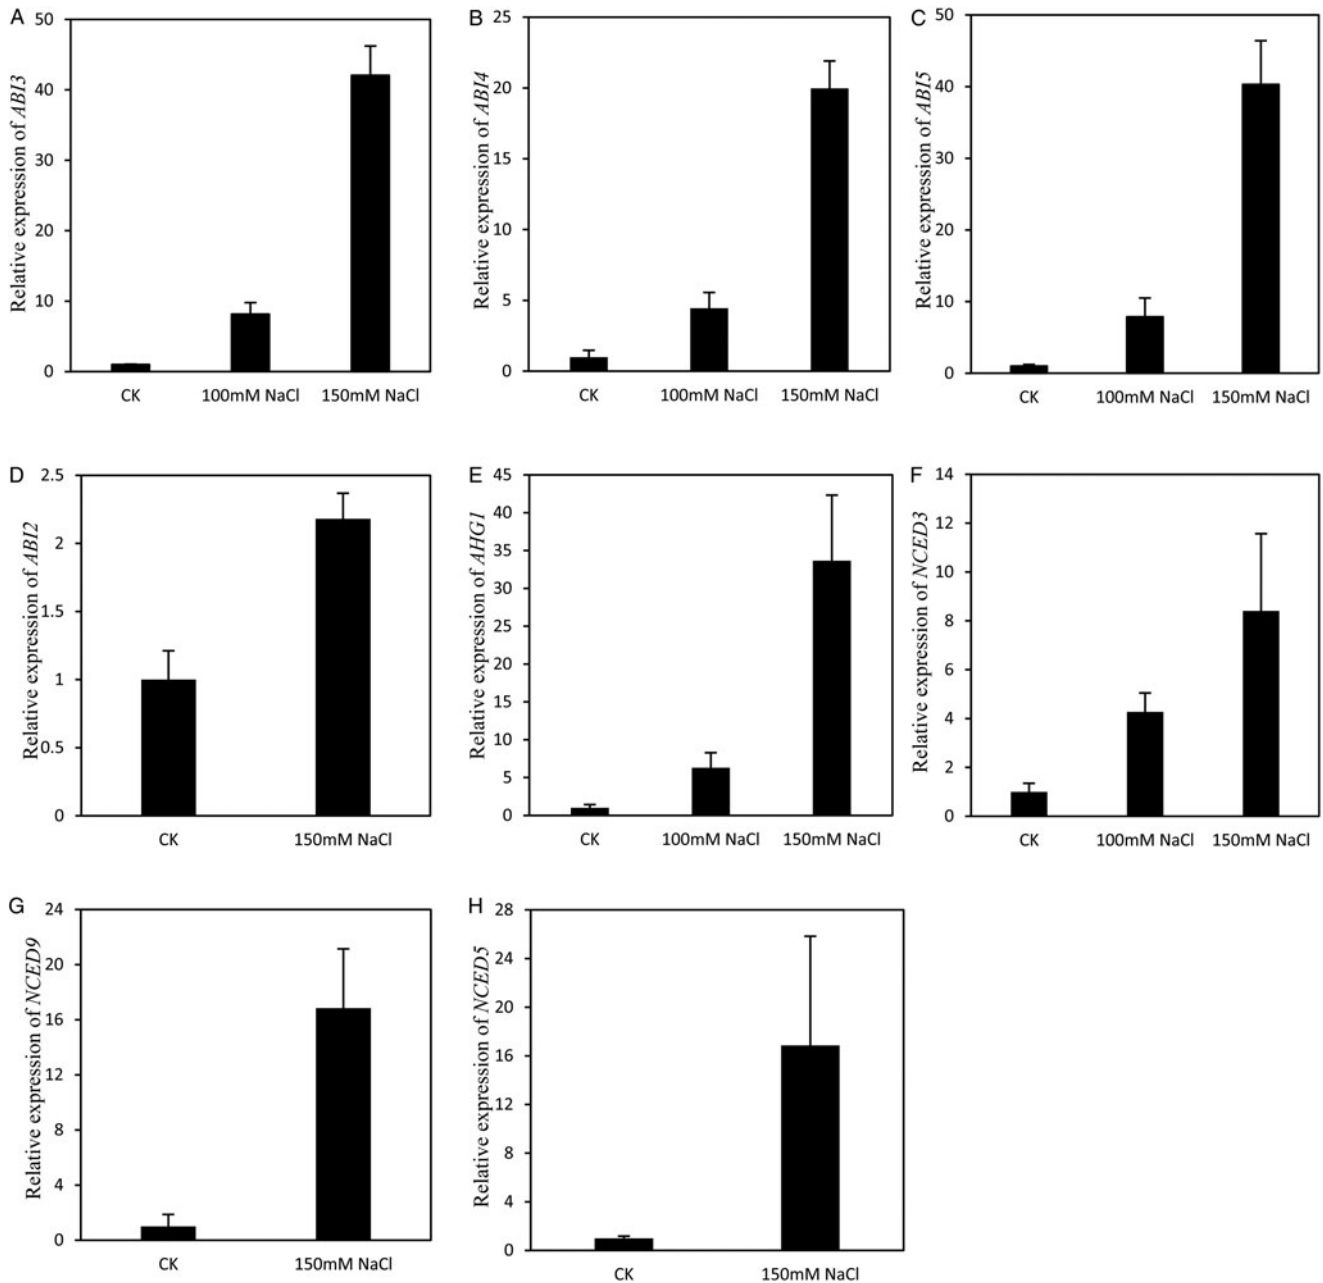 A
Relative expression of ABI3
50
40
30
20
10
0
CK 100mM NaCl 150mM NaCl
B
Relative expression of ABI4
25
20
15
10
5
0
CK 100mM NaCl 150mM NaCl
C
Relative expression of ABI5
50
40
30
20
10
0
CK 100mM NaCl 150mM NaCl
D
Relative expression of ABI2
2.5
2
1.5
1
0.5
0
CK 150mM NaCl
E
Relative expression of AHG1
45
40
35
30
25
20
15
10
5
0
CK 100mM NaCl 150mM NaCl
F
Relative expression of NCED3
14
12
10
8
6
4
2
0
CK 100mM NaCl 150mM NaCl
G
Relative expression of NCED9
24
20
16
12
8
4
0
CK 150mM NaCl
H
Relative expression of NCED5
28
24
20
16
12
8
4
0
CK 150mM NaCl